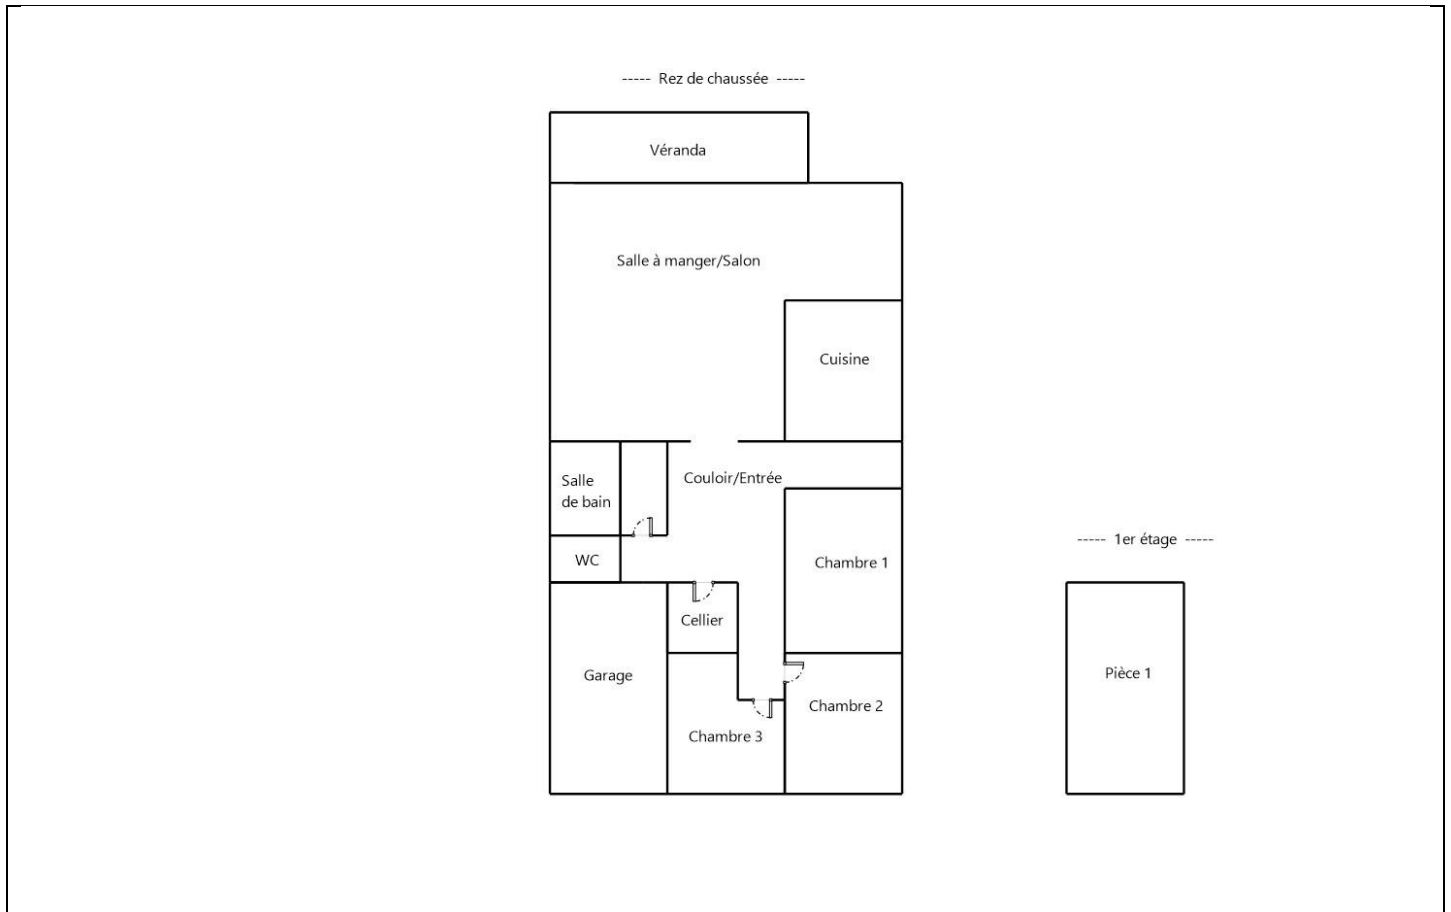 ----- Rez de chaussée -----
Véranda
Salle à manger/Salon
Cuisine
Salle
de bain
Couloir/Entrée
WC
Chambre 1
Cellier
Garage
Chambre 2
Chambre 3
----- 1er étage -----
Pièce 1